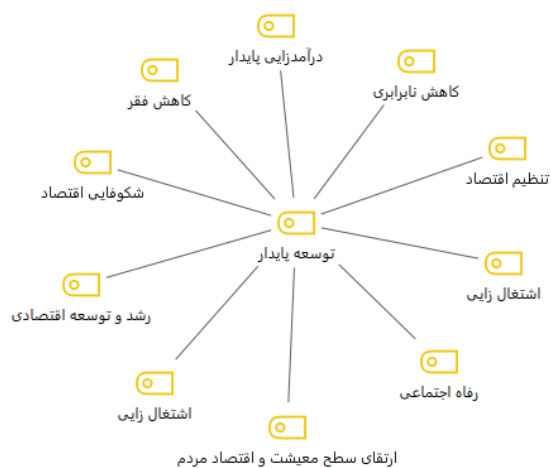 درآمدزایی پایدار
کاهش نابرابری
کاهش فقر
تنظیم اقتصاد
شکوفایی اقتصاد
توسعه پایدار
اشتغال زایی
رشد و توسعه اقتصادی
رفاه اجتماعی
اشتغال زایی
ارتقای سطح معیشت و اقتصاد مردم